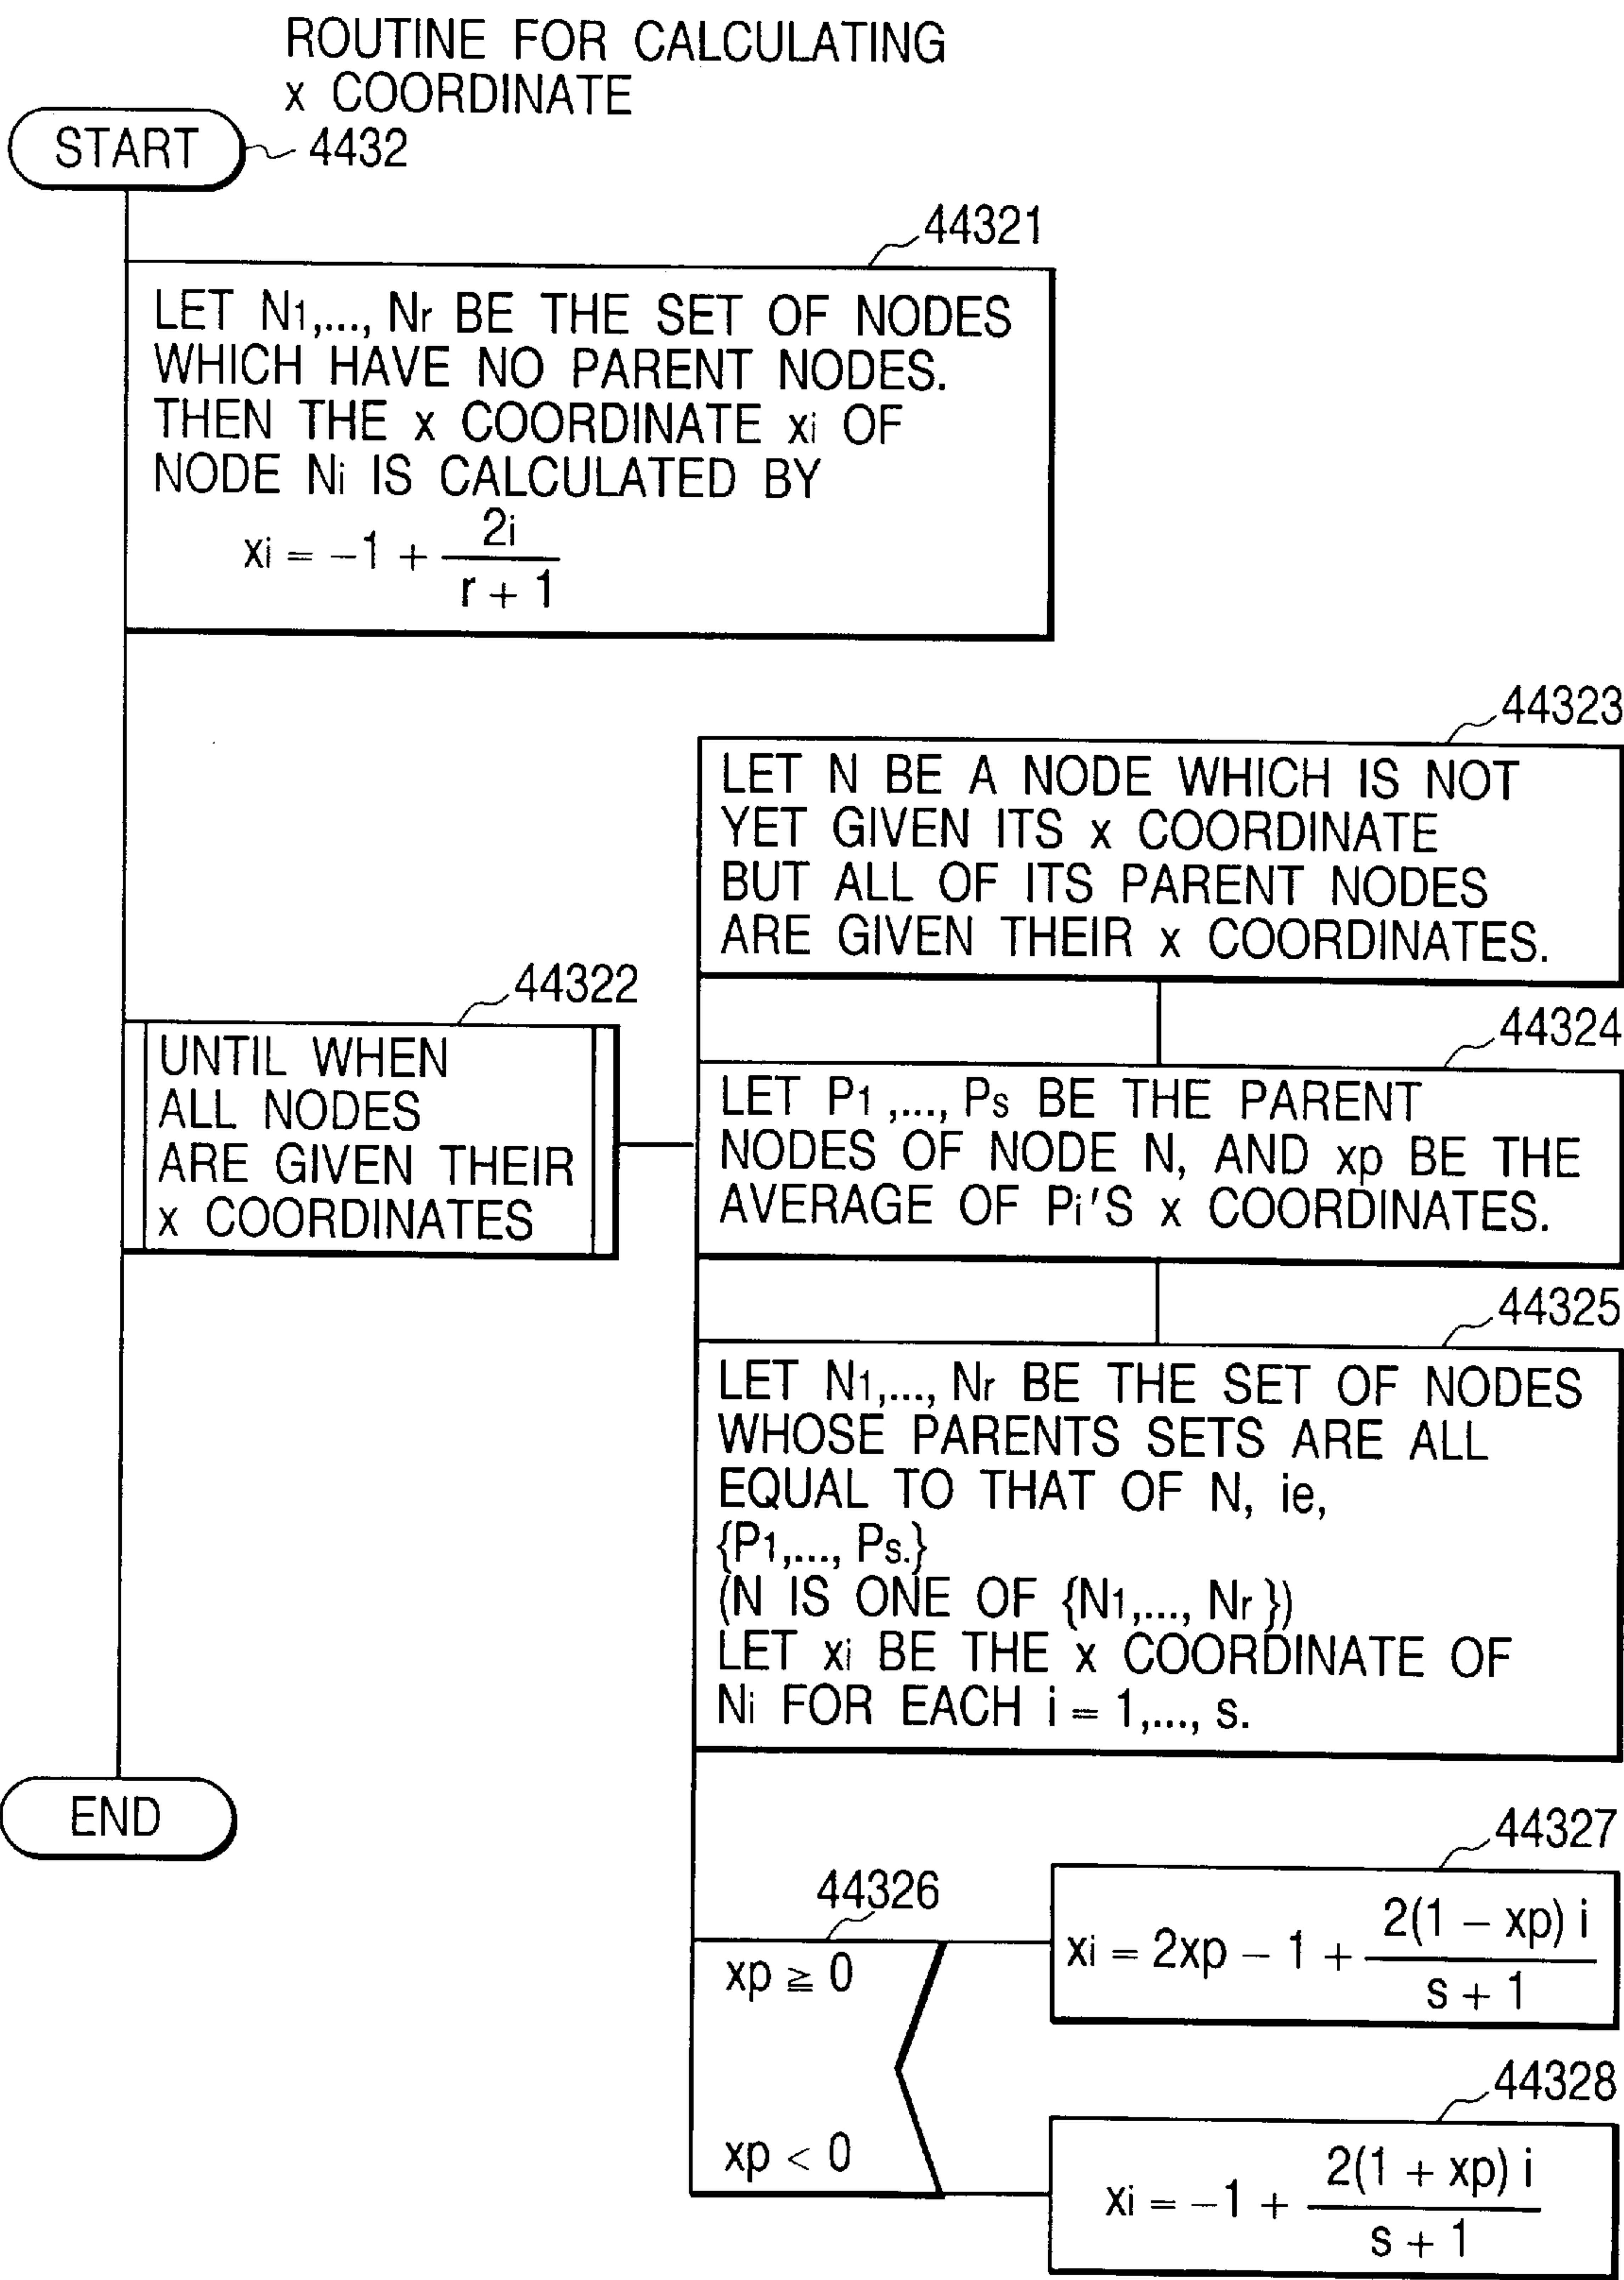 ROUTINE FOR CALCULATING
x COORDINATE
START
4432
44321
LET N1,..., Nr BE THE SET OF NODES
WHICH HAVE NO PARENT NODES.
THEN THE x COORDINATE xi OF
NODE Ni IS CALCULATED BY
xi = −1 + 2i / r + 1
44322
UNTIL WHEN
ALL NODES
ARE GIVEN THEIR
x COORDINATES
44323
LET N BE A NODE WHICH IS NOT
YET GIVEN ITS x COORDINATE
BUT ALL OF ITS PARENT NODES
ARE GIVEN THEIR x COORDINATES.
44324
LET P1 ,..., Ps BE THE PARENT
NODES OF NODE N, AND xp BE THE
AVERAGE OF Pi'S x COORDINATES.
44325
LET N1,..., Nr BE THE SET OF NODES
WHOSE PARENTS SETS ARE ALL
EQUAL TO THAT OF N, ie,
{P1,..., Ps.}
(N IS ONE OF {N1,..., Nr })
LET xi BE THE x COORDINATE OF
Ni FOR EACH i = 1,..., s.
44326
xp ≧ 0
xp < 0
44327
xi = 2xp − 1 + 2(1 − xp) i / s + 1
44328
xi = −1 + 2(1 + xp) i / s + 1
END